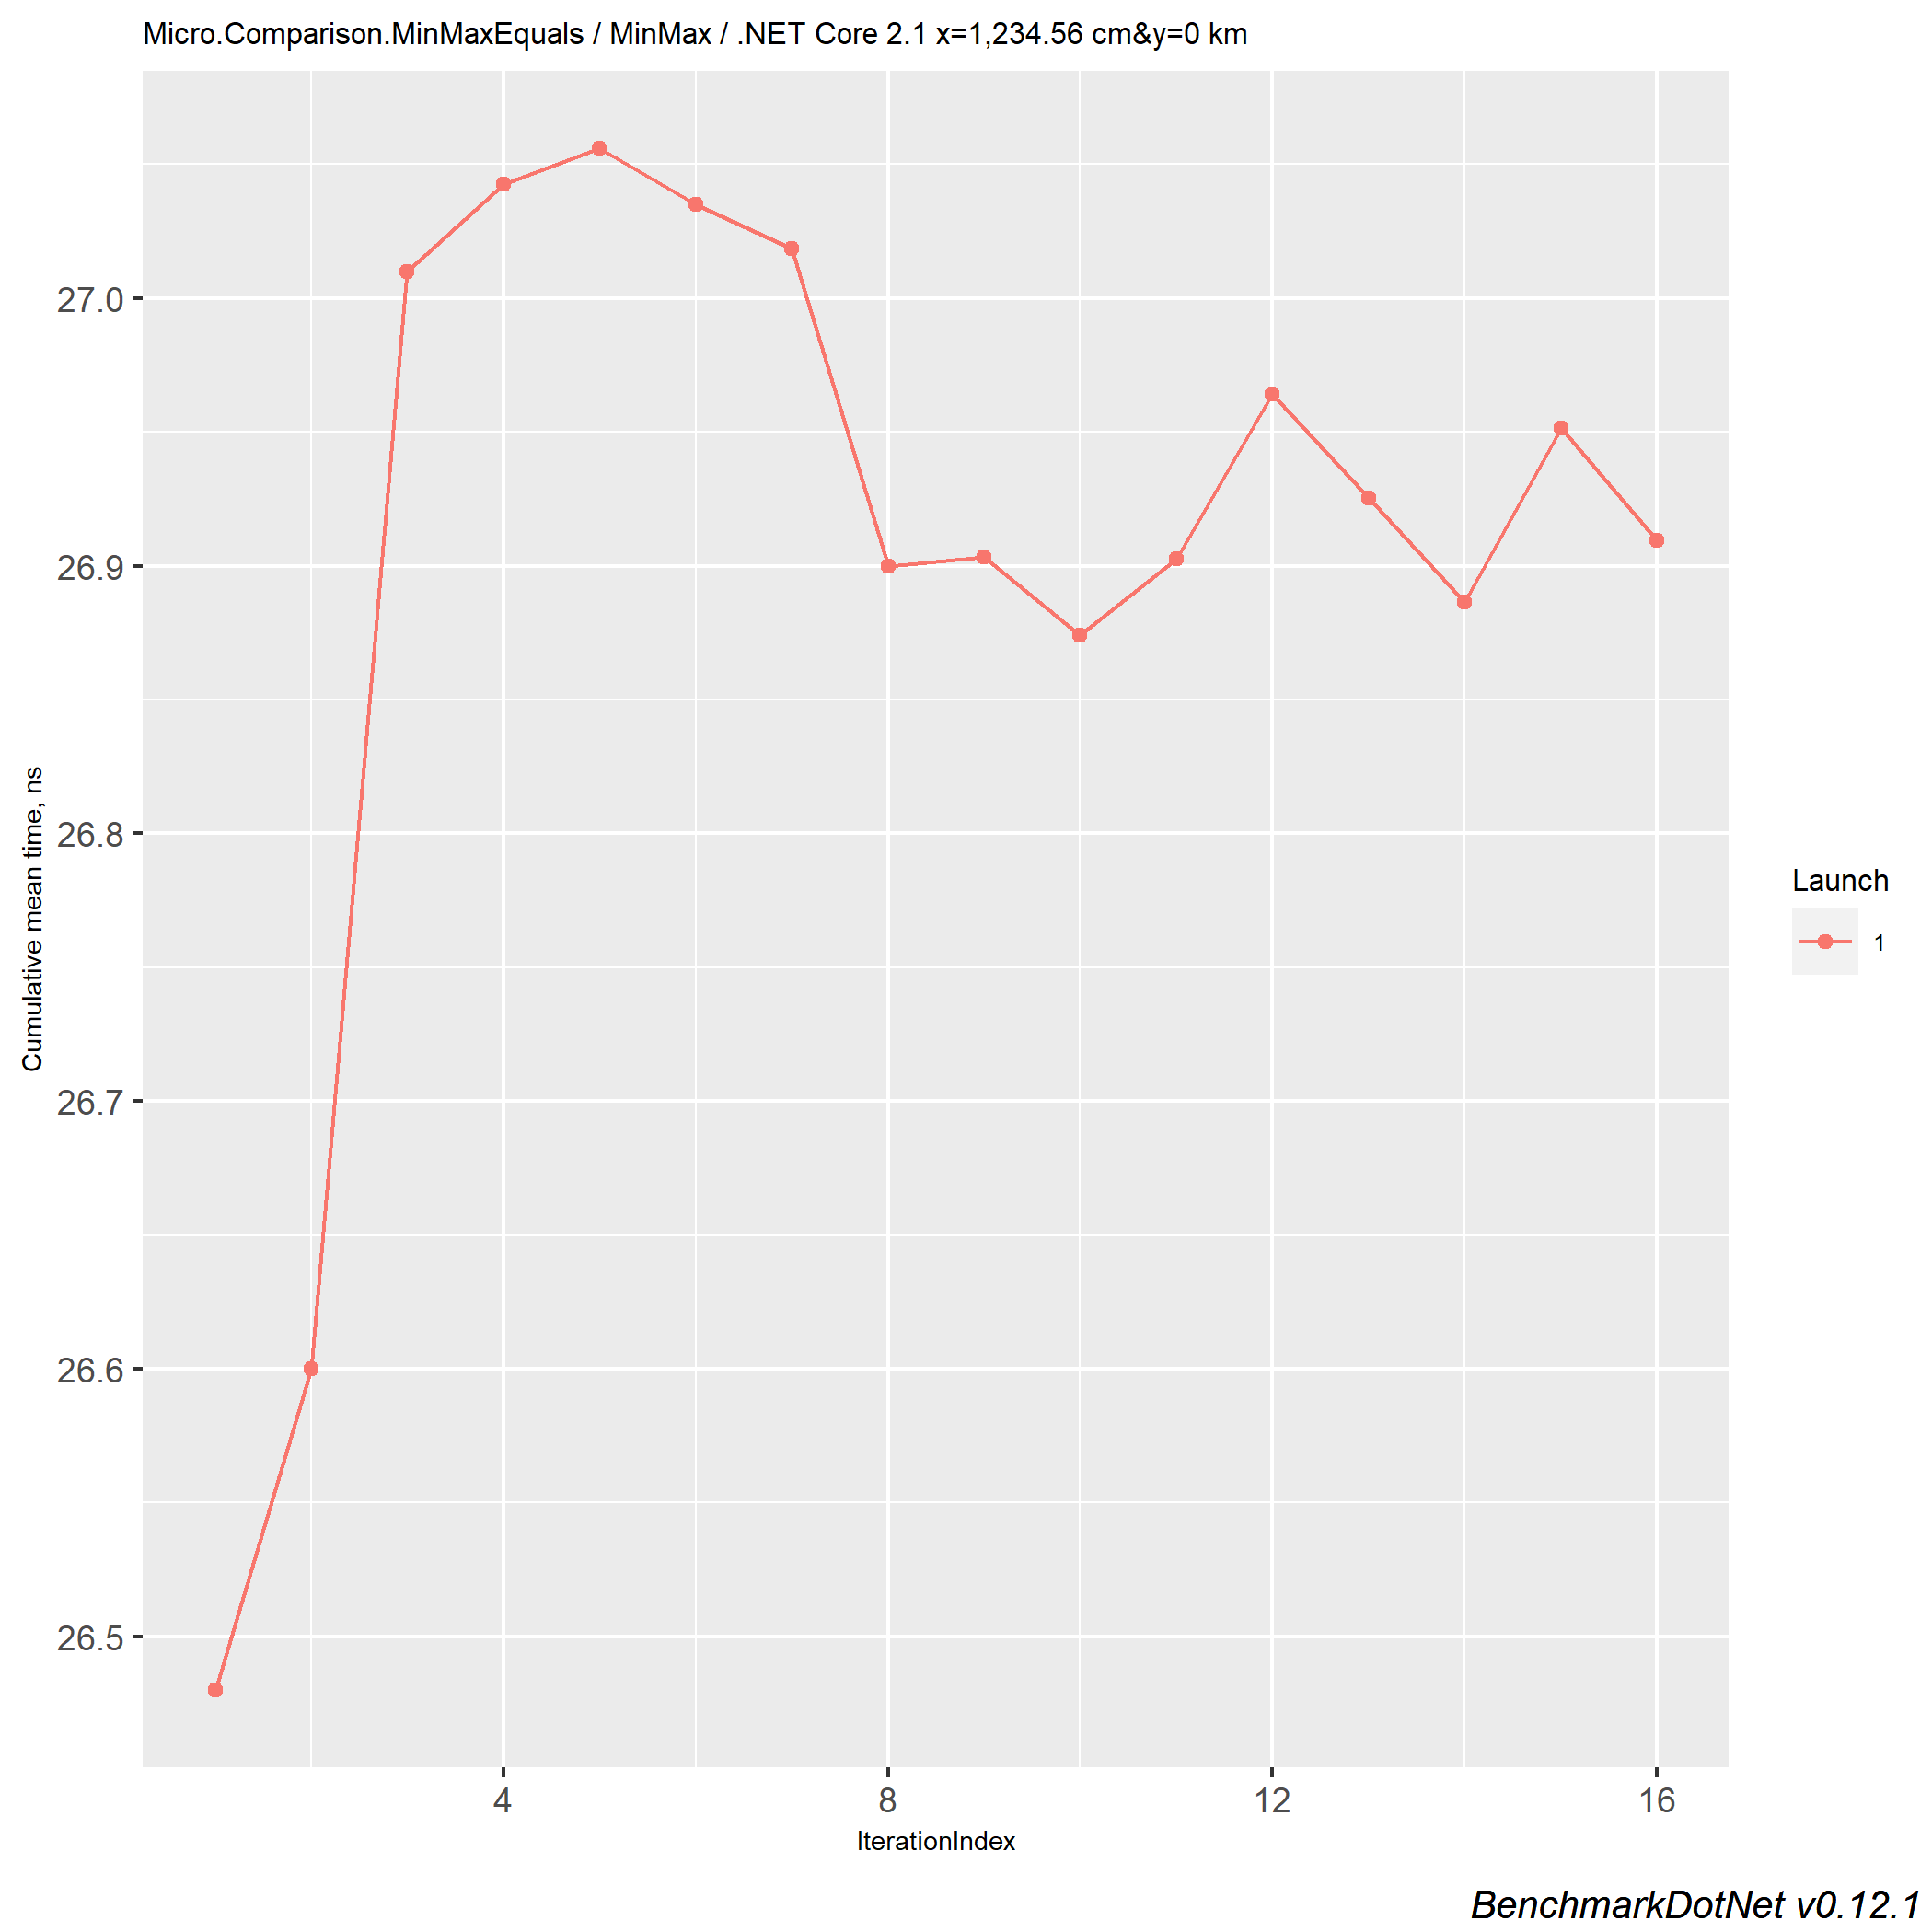 Micro.Comparison.MinMaxEquals / MinMax / .NET Core 2.1 x=1,234.56 cm&y=0 km
Cumulative mean time, ns
27.0
26.9
26.8
26.7
26.6
26.5
4
8
12
16
IterationIndex
Launch
1
BenchmarkDotNet v0.12.1